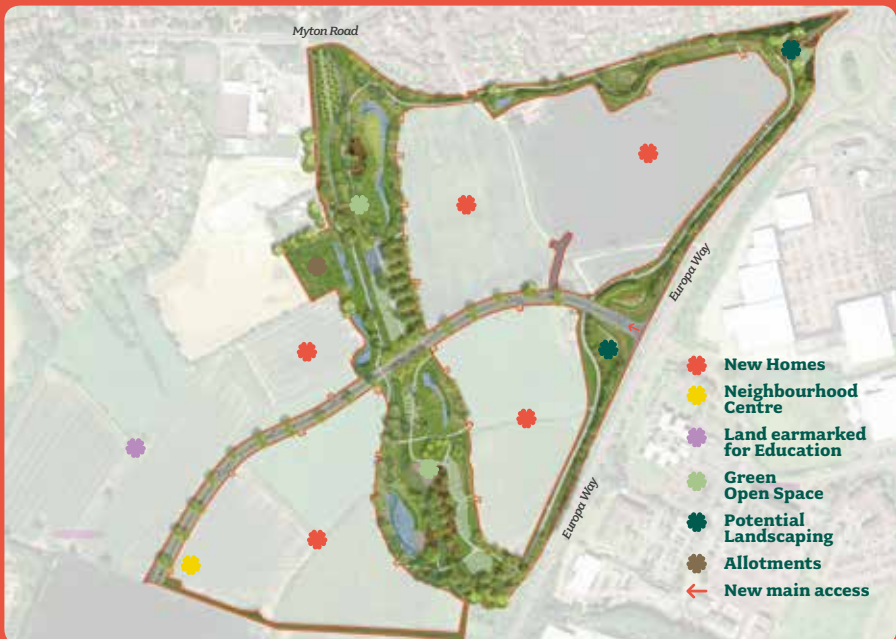 Myton Road
Europa Way
Europa Way
New Homes
Neighbourhood
Centre
Land earmarked
for Education
Green
Open Space
Potential
Landscaping
Allotments
New main access